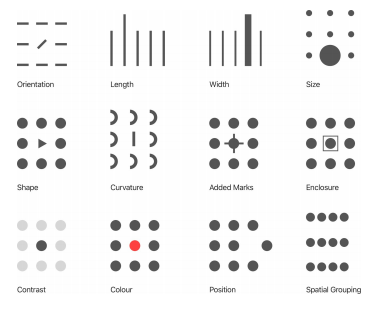 Orientation
Length
Width
Size
Shape
Curvature
Added Marks
Enclosure
Contrast
Colour
Position
Spatial Grouping